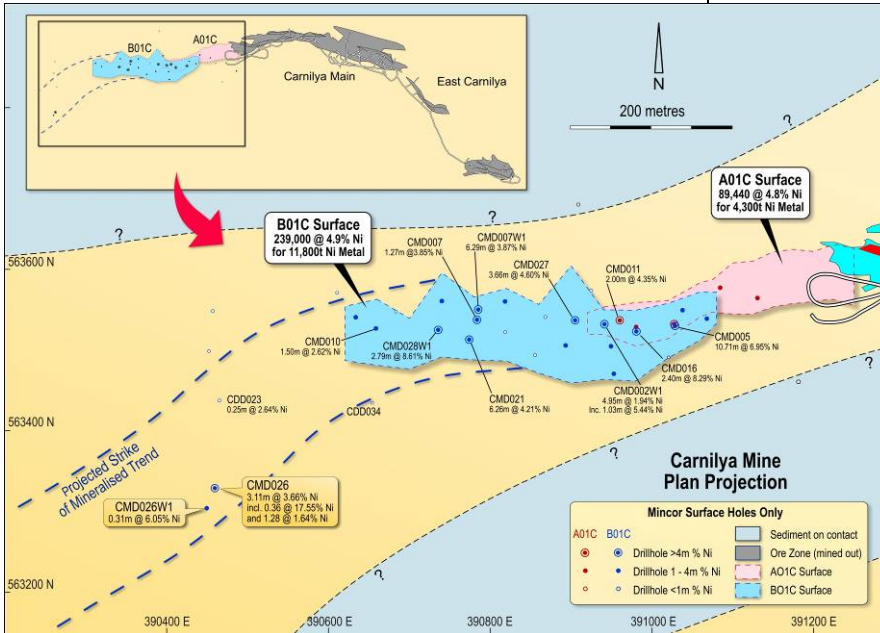 B01C
A01C
Carnilya Main
East Carnilya
N
200 metres
?
?
?
?
?
?
?
A01C Surface
89,440 @ 4.8% Ni
for 4,300t Ni Metal
B01C Surface
239,000 @ 4.9% Ni
for 11,800t Ni Metal
CMD007
1.27m @3.85% Ni
CMD007W1
6.29m @ 3.87% Ni
CMD027
3.66m @ 4.60% Ni
CMD011
2.00m @ 4.35% Ni
CMD010
1.50m @ 2.62% Ni
CMD028W1
2.79m @ 8.61% Ni
CMD021
6.26m @ 4.21% Ni
CMD002W1
4.95m @ 1.94% Ni
Inc. 1.03m @ 5.44% Ni
CMD016
2.40m @ 8.29% Ni
CMD005
10.71m @ 6.95% Ni
CDD023
0.25m @ 2.64% Ni
CDD034
Projected Strike
of Mineralised Trend
CMD026W1
0.31m @ 6.05% Ni
CMD026
3.11m @ 3.66% Ni
incl. 0.36 @ 17.55% Ni
and 1.28 @ 1.64% Ni
Carnilya Mine
Plan Projection
Mincor Surface Holes Only
A01C B01C
Drillhole >4m % Ni
Drillhole 1 - 4m % Ni
Drillhole <1m % Ni
Sediment on contact
Ore Zone (mined out)
AO1C Surface
BO1C Surface
563600 N
563400 N
563200 N
390400 E
390600 E
390800 E
391000 E
391200 E